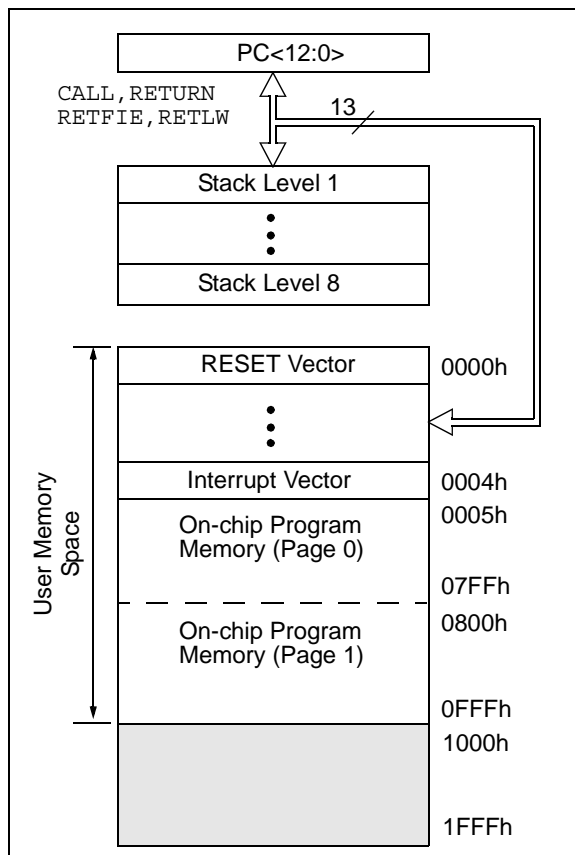 PC<12:0>
CALL,RETURN
RETFIE,RETLW
13
Stack Level 1
Stack Level 8
RESET Vector
0000h
Interrupt Vector
0004h
0005h
On-chip Program
Memory (Page 0)
07FFh
0800h
On-chip Program
Memory (Page 1)
0FFFh
1000h
1FFFh
User Memory
Space